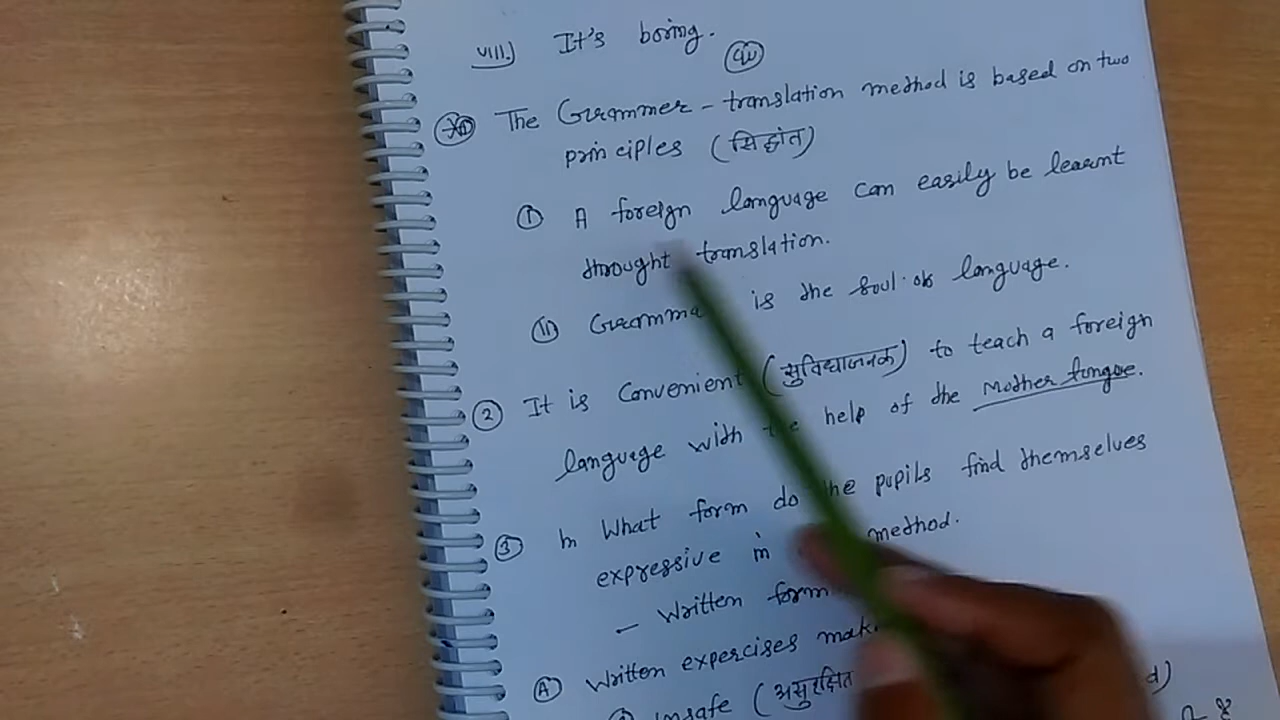 viii.) It's boring.
The Grammer - translation method is based on two
principles (सिद्धांत)
(i) A foreign language can easily be learnt
throught translation.
(ii) Gramma is the soul of language.
(2) It is convenient (सुविधाजनक) to teach a foreign
language with the help of the Mother tongue.
(3) In What form do the pupils find themselves
expressive in method.
- Written form
(A) Written expercises mak
unsafe (असुरक्षित d)